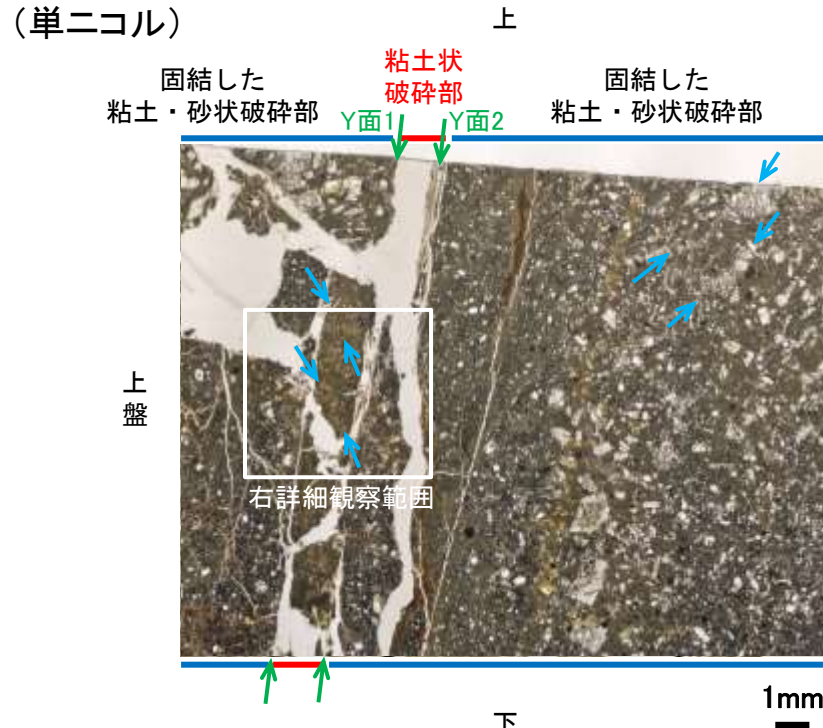 (単ニコル)
上
固結した
粘土・砂状破砕部
粘土状
破砕部
固結した
粘土・砂状破砕部
Y面1
Y面2
上
盤
右詳細観察範囲
1mm
下